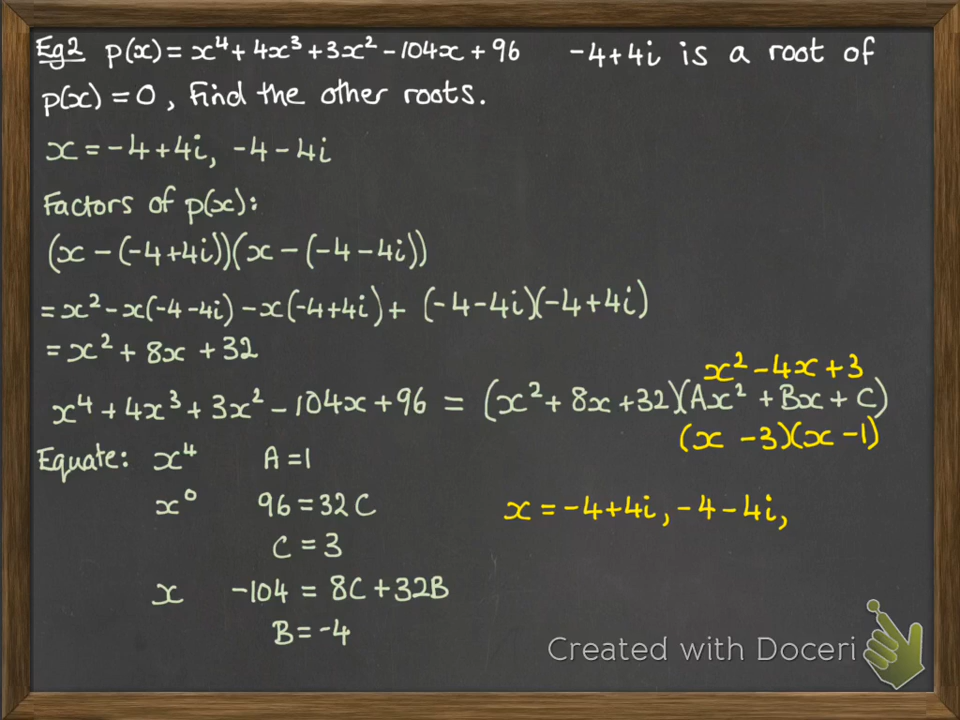 Eg2 p(x) = x⁴ + 4x³ + 3x² - 104x + 96 -4+4i is a root of
p(x) = 0, Find the other roots.
x = -4+4i, -4-4i
Factors of p(x):
(x - (-4+4i))(x - (-4-4i))
= x² - x(-4-4i) - x(-4+4i) + (-4-4i)(-4+4i)
= x² + 8x + 32
x² - 4x + 3
x⁴ + 4x³ + 3x² - 104x + 96 = (x² + 8x + 32)(Ax² + Bx + C)
(x - 3)(x - 1)
Equate: x⁴ A = 1
x⁰ 96 = 32C
x = -4+4i, -4-4i,
C = 3
x -104 = 8C + 32B
B = -4
Created with Doceri